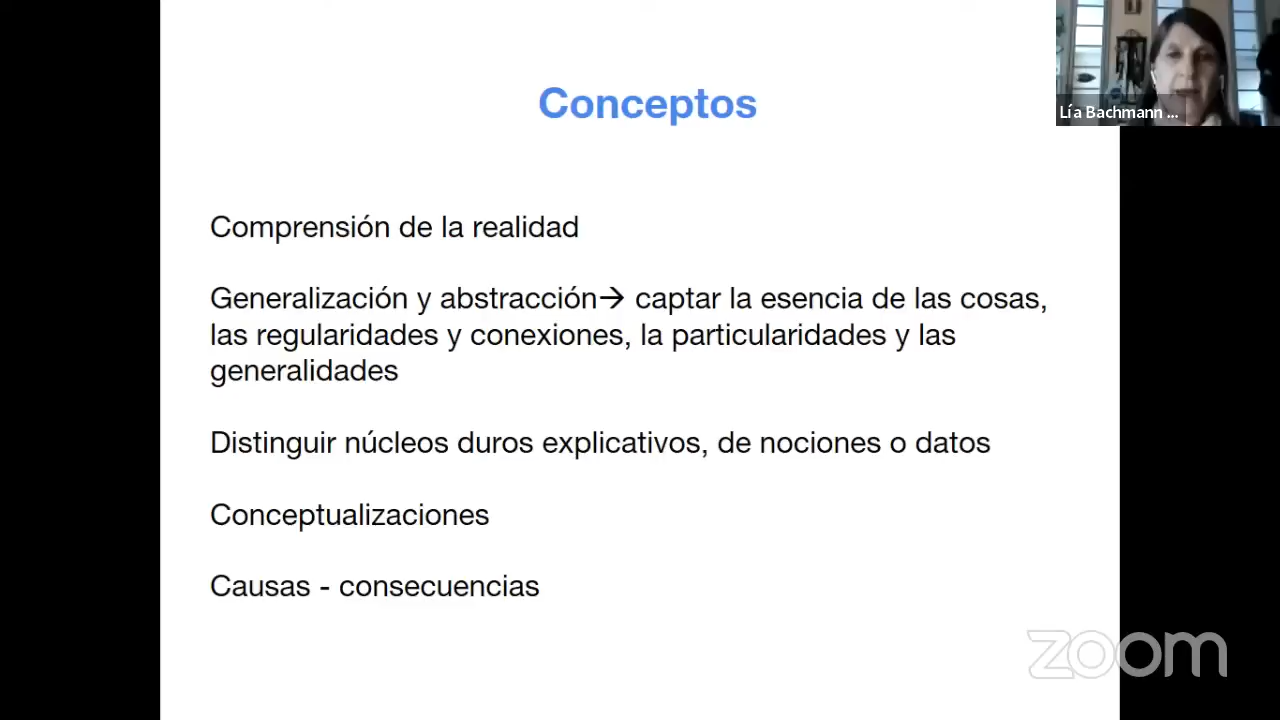 Conceptos
Lía Bachmann ...
Comprensión de la realidad
Generalización y abstracción→ captar la esencia de las cosas,
las regularidades y conexiones, la particularidades y las
generalidades
Distinguir núcleos duros explicativos, de nociones o datos
Conceptualizaciones
Causas - consecuencias
zoom